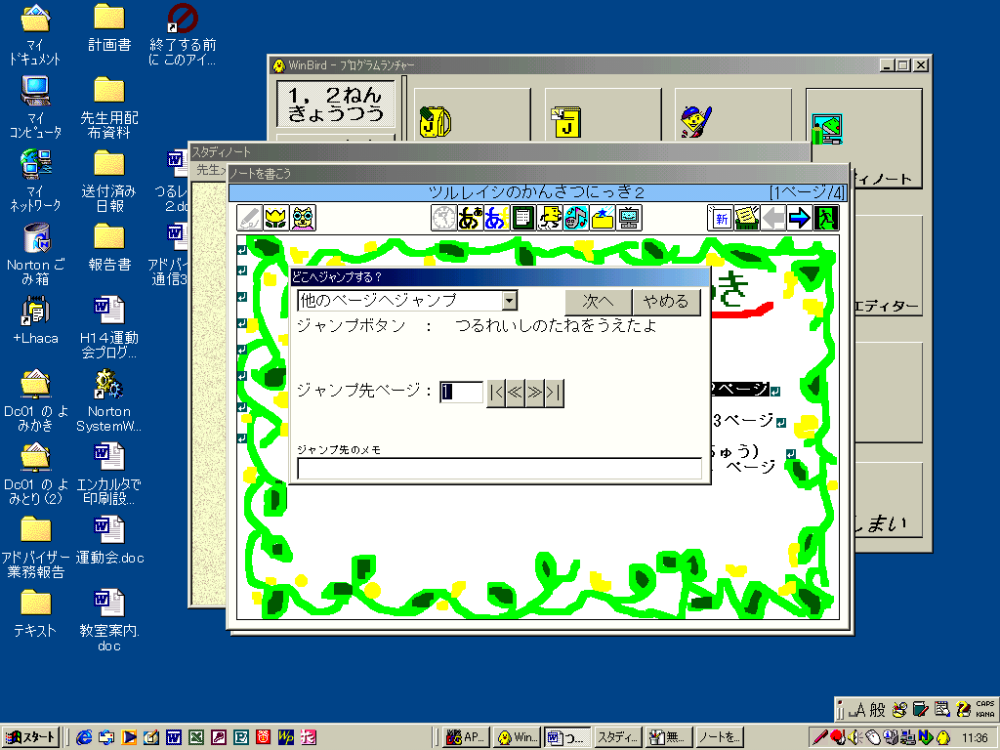 マイ
ドキュメント
計画書
終了する前
に このアイ...
マイ
コンピュータ
先生用配
布資料
マイ
ネットワーク
送付済み
日報
つるレ
2.do
Norton ご
み箱
報告書
アドバイ
通信3
+Lhaca
H14運動
会プログ...
Dc01 の よ
みかき
Norton
SystemW...
Dc01 の よ
みとり(2)
エンカルタで
印刷設...
アドバイザー
業務報告
運動会.doc
テキスト
教室案内.
doc
WinBird - プログラムランチャー
1，2ねん
きょうつう
ィノート
エディター
しまい
スタディノート
先生メ
ノートを書こう
ツルレイシのかんさつにっき２
[1ページ/4]
ああ
あ
新
き
どこへジャンプする？
他のページへジャンプ
次へ
やめる
ジャンプボタン ： つるれいしのたねをうえたよ
ジャンプ先ページ：
1
|<
≪
≫
>|
ジャンプ先のメモ
2ページ
3ページ
ちゅう)
ページ
A 般
CAPS
KANA
スタート
AP...
Win...
つ...
スタディ...
無...
ノートを...
11:36